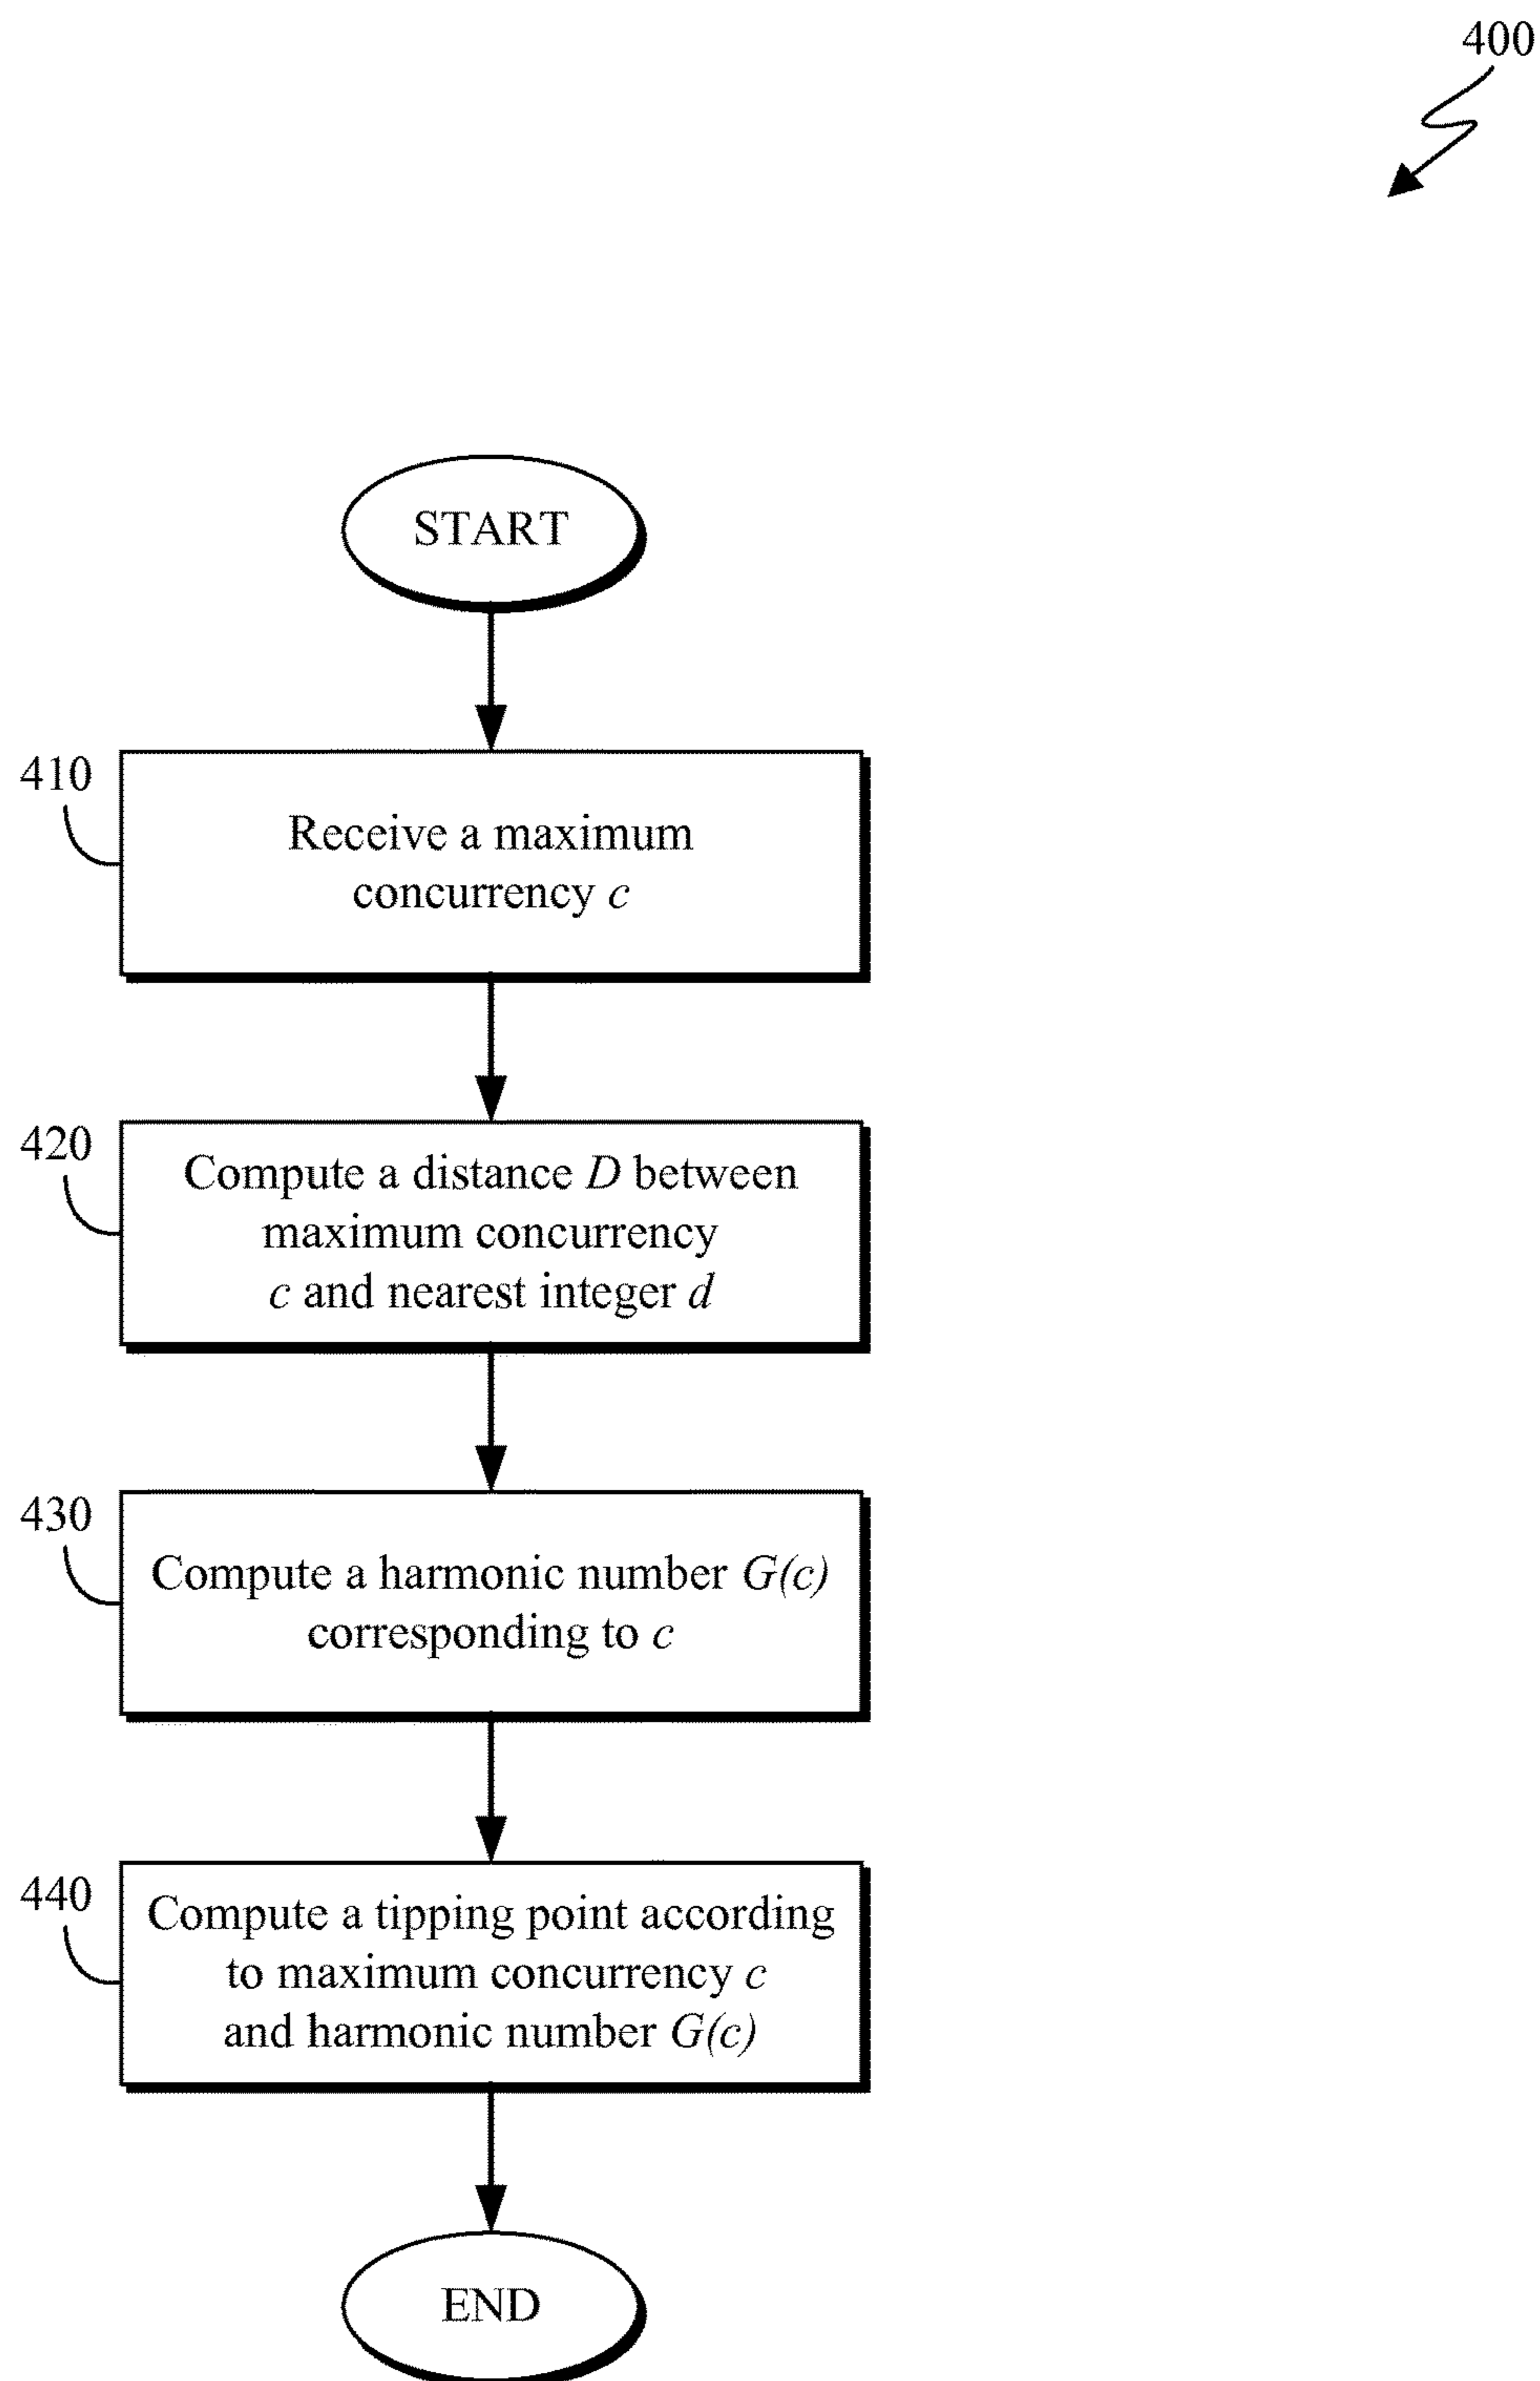 400
START
410
Receive a maximum
concurrency c
420
Compute a distance D between
maximum concurrency
c and nearest integer d
430
Compute a harmonic number G(c)
corresponding to c
440
Compute a tipping point according
to maximum concurrency c
and harmonic number G(c)
END